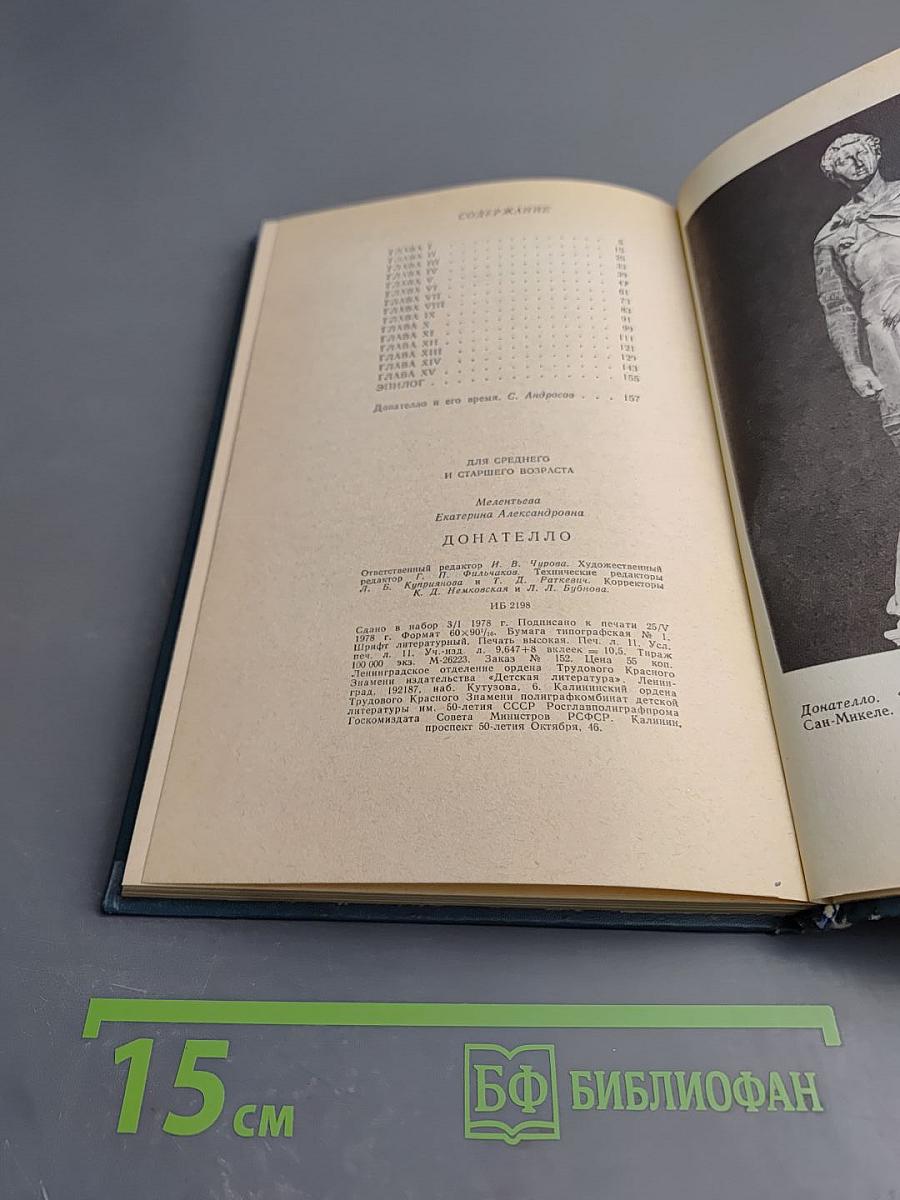 СОДЕРЖАНИЕ
ГЛАВА I
ГЛАВА II
ГЛАВА III
ГЛАВА IV
ГЛАВА V
ГЛАВА VI 61
ГЛАВА VII 73
ГЛАВА VIII 83
ГЛАВА IX 91
ГЛАВА X 99
ГЛАВА XI 111
ГЛАВА XII 121
ГЛАВА XIII 129
ГЛАВА XIV 143
ГЛАВА XV 155
ЭПИЛОГ
Донателло и его время. С. Андросов . . . 157
ДЛЯ СРЕДНЕГО
И СТАРШЕГО ВОЗРАСТА
Мелентьева
Екатерина Александровна
ДОНАТЕЛЛО
Ответственный редактор И. В. Чурова. Художественный
редактор Г. П. Фильчаков. Технические редакторы
Л. Б. Куприянова и Т. Д. Раткевич. Корректоры
К. Д. Немковская и Л. Л. Бубнова.
ИБ 2198
Сдано в набор 3/I 1978 г. Подписано к печати 25/V
1978 г. Формат 60×90¹/₁₆. Бумага типографская № 1.
Шрифт литературный. Печать высокая. Печ. л. 11. Усл.
печ. л. 11. Уч.-изд. л. 9,647+8 вклеек = 10,5. Тираж
100 000 экз. М-26223. Заказ № 152. Цена 55 коп.
Ленинградское отделение ордена Трудового Красного
Знамени издательства «Детская литература». Ленин-
град, 192187, наб. Кутузова, 6. Калининский ордена
Трудового Красного Знамени полиграфкомбинат детской
литературы им. 50-летия СССР Росглавполиграфпрома
Госкомиздата Совета Министров РСФСР. Калинин,
проспект 50-летия Октября, 46.
Донателло.
Сан-Микеле.
15 см
БФ БИБЛИОФАН